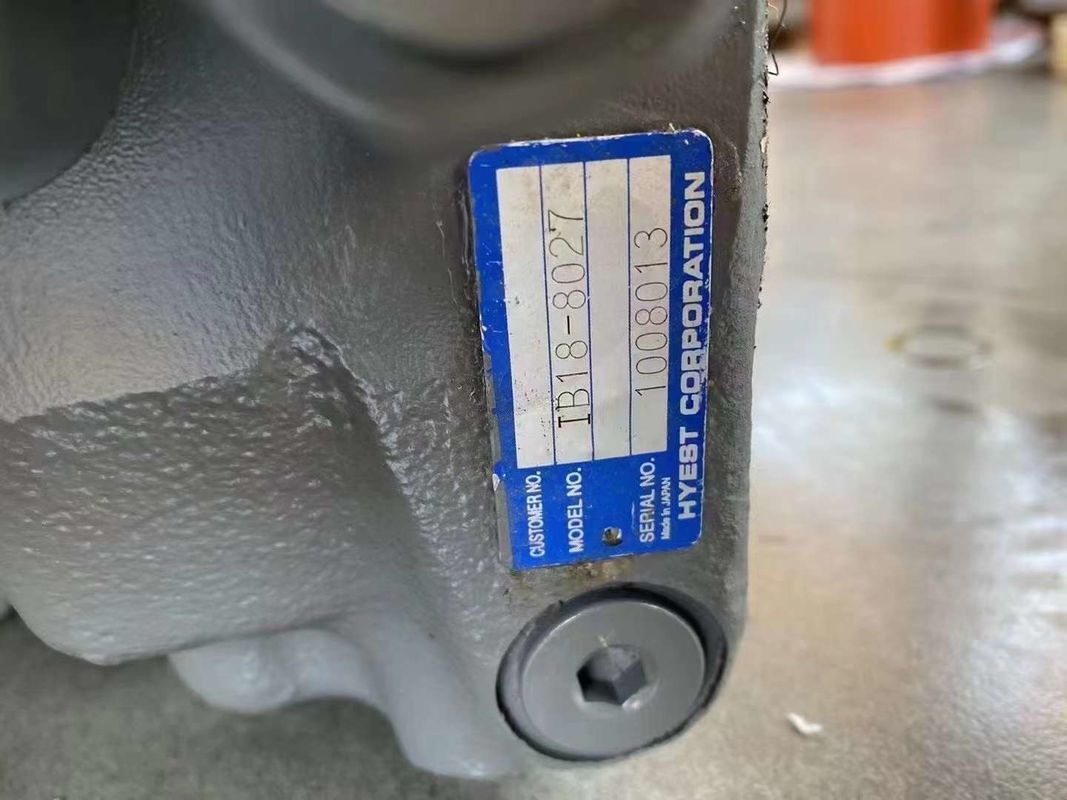 CUSTOMER NO.
MODEL NO. IB18-8027
SERIAL NO. 1008013
Made in JAPAN
HYEST CORPORATION